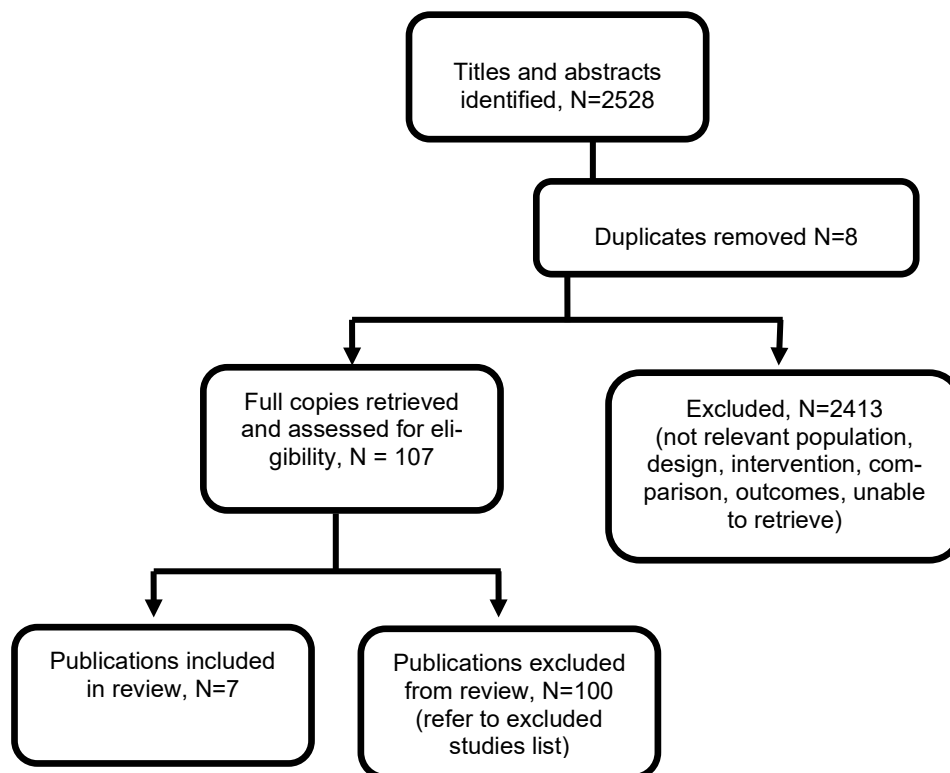 Titles and abstracts
identified, N=2528
Duplicates removed N=8
Full copies retrieved
and assessed for eli-
gibility, N = 107
Excluded, N=2413
(not relevant population,
design, intervention, com-
parison, outcomes, unable
to retrieve)
Publications included
in review, N=7
Publications excluded
from review, N=100
(refer to excluded
studies list)